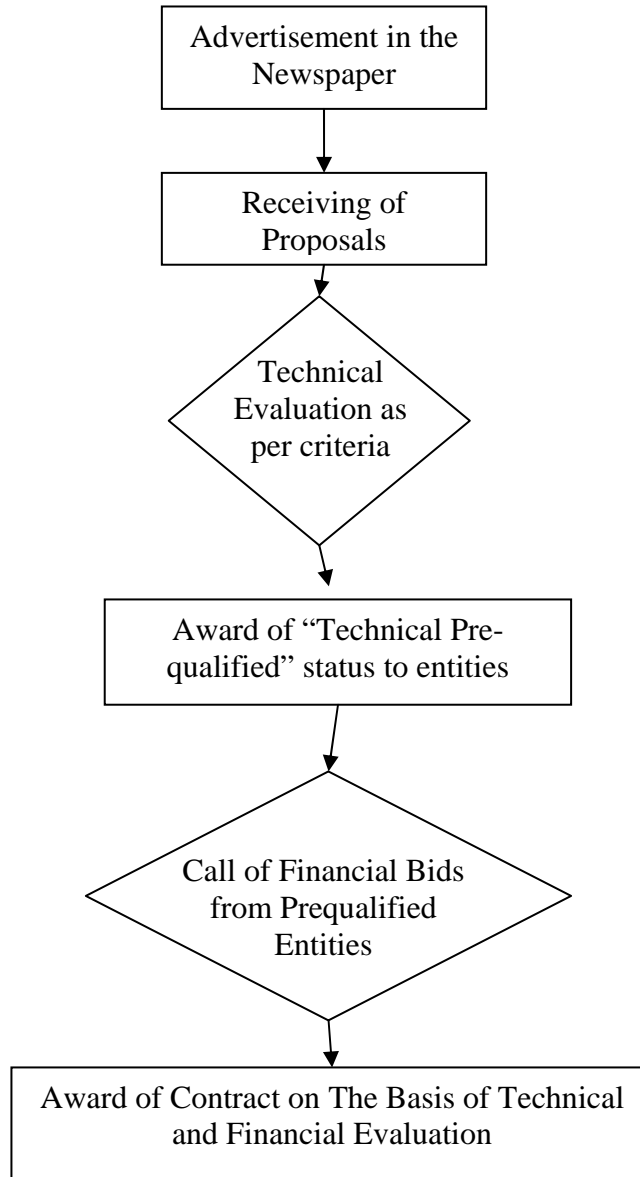 Advertisement in the
Newspaper
Receiving of
Proposals
Technical
Evaluation as
per criteria
Award of “Technical Pre-
qualified” status to entities
Call of Financial Bids
from Prequalified
Entities
Award of Contract on The Basis of Technical
and Financial Evaluation